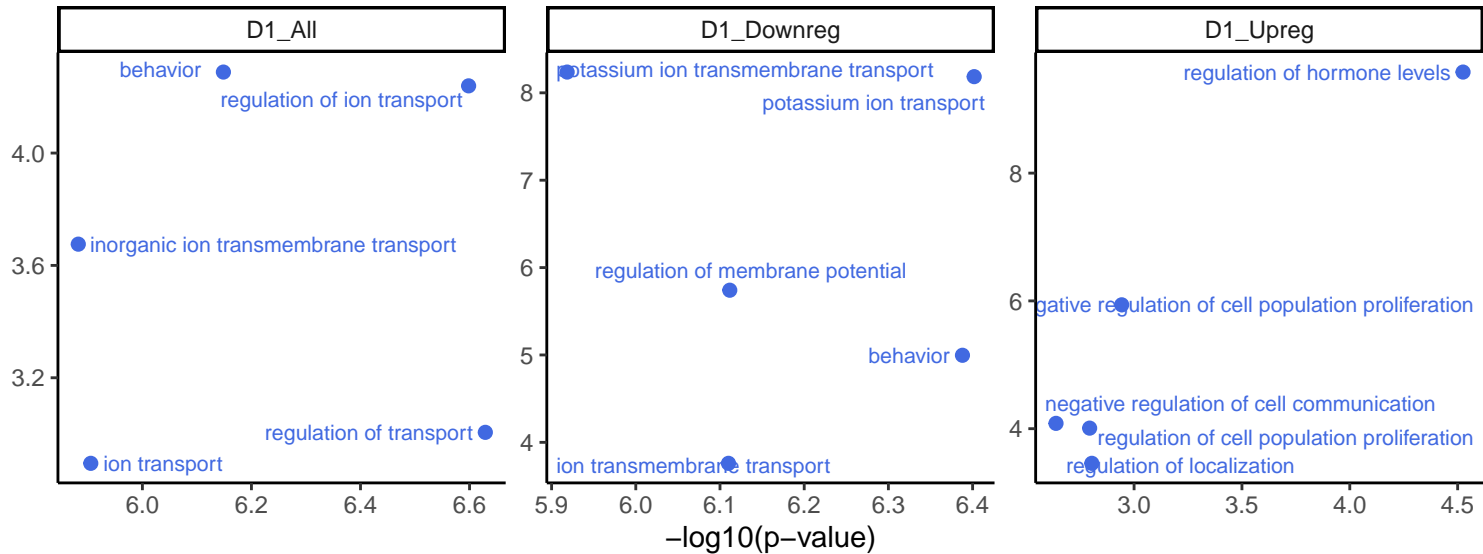 D1_All
D1_Downreg
D1_Upreg
behavior
regulation of ion transport
inorganic ion transmembrane transport
regulation of transport
ion transport
4.0
3.6
3.2
6.0
6.2
6.4
6.6
potassium ion transmembrane transport
potassium ion transport
regulation of membrane potential
behavior
ion transmembrane transport
8
7
6
5
4
5.9
6.0
6.1
6.2
6.3
6.4
regulation of hormone levels
gative regulation of cell population proliferation
negative regulation of cell communication
regulation of cell population proliferation
regulation of localization
8
6
4
3.0
3.5
4.0
4.5
−log10(p−value)